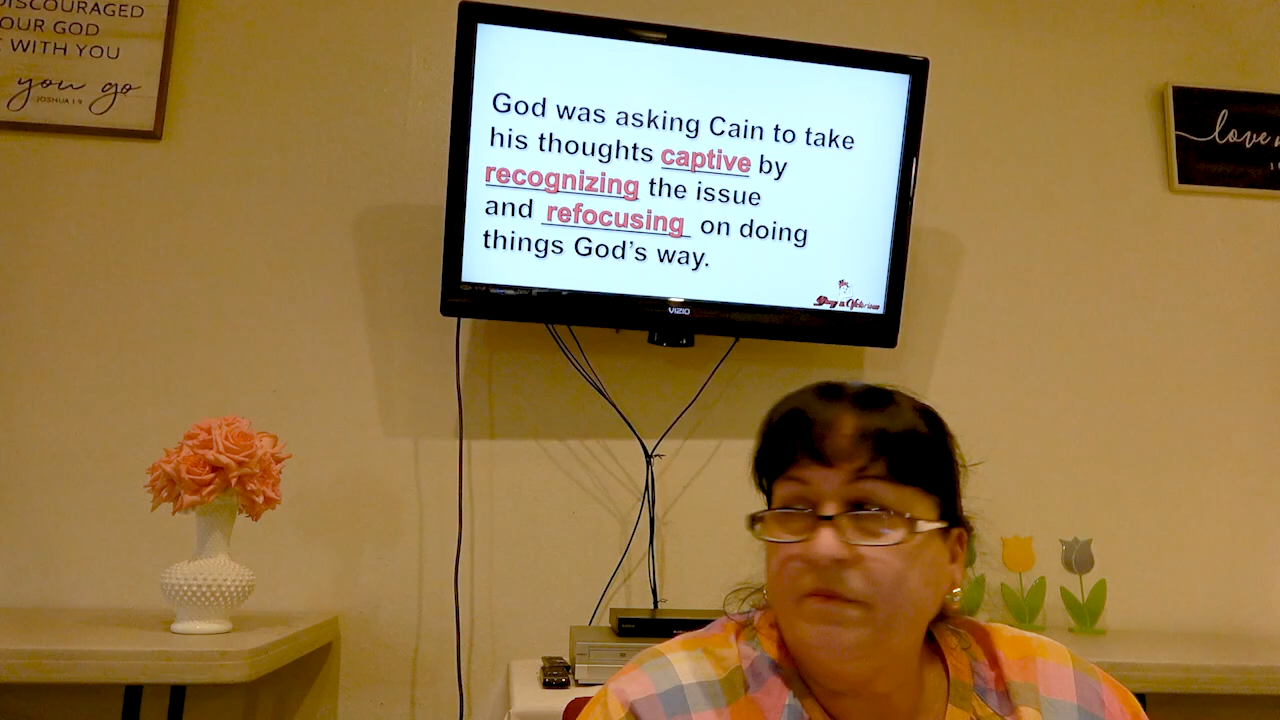 DISCOURAGED
OUR GOD
WITH YOU
you go
JOSHUA 1:9
God was asking Cain to take
his thoughts captive by
recognizing the issue
and refocusing on doing
things God's way.
VIZIO
love